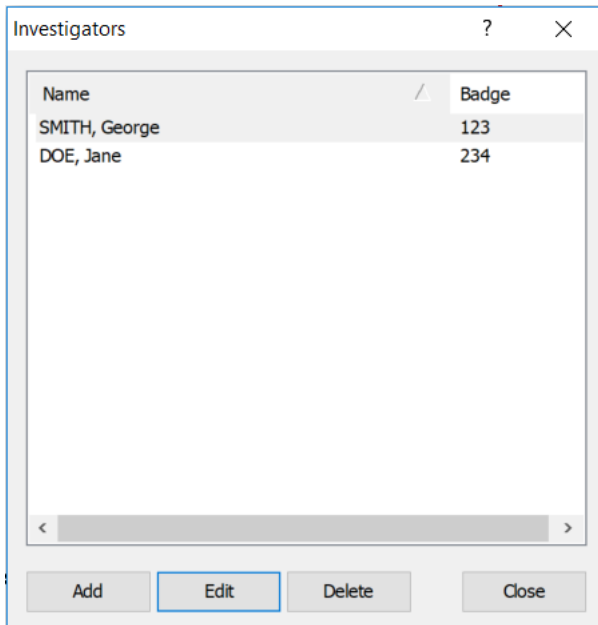 Investigators ?
Name Badge
SMITH, George 123
DOE, Jane 234
Add Edit Delete Close